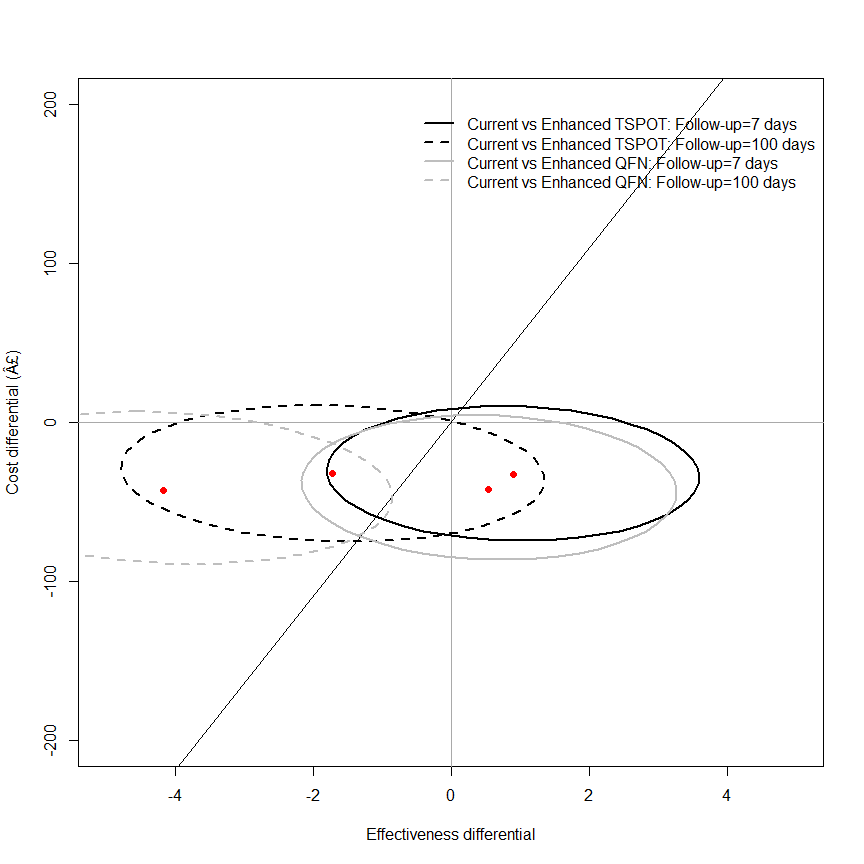 Current vs Enhanced TSPOT: Follow-up=7 days
Current vs Enhanced TSPOT: Follow-up=100 days
Current vs Enhanced QFN: Follow-up=7 days
Current vs Enhanced QFN: Follow-up=100 days
Cost differential (Â£)
200
100
0
-100
-200
-4
-2
0
2
4
Effectiveness differential